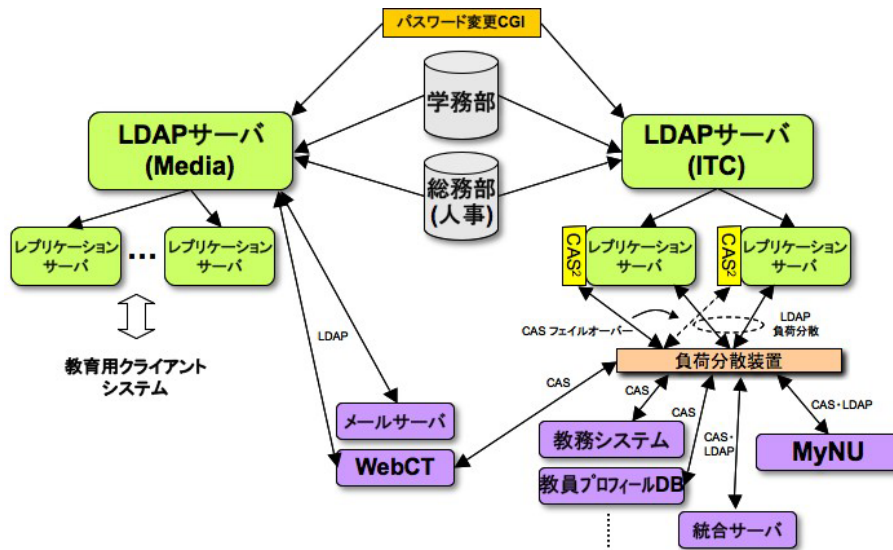 パスワード変更CGI
学務部
LDAPサーバ
(Media)
LDAPサーバ
(ITC)
総務部
(人事)
レプリケーション
サーバ
...
レプリケーション
サーバ
CAS2
レプリケーション
サーバ
CAS2
レプリケーション
サーバ
CAS フェイルオーバー
LDAP
負荷分散
LDAP
教育用クライアント
システム
負荷分散装置
CAS
CAS
CAS
CAS・
LDAP
CAS・LDAP
メールサーバ
WebCT
教務システム
MyNU
教員プロフィールDB
統合サーバ